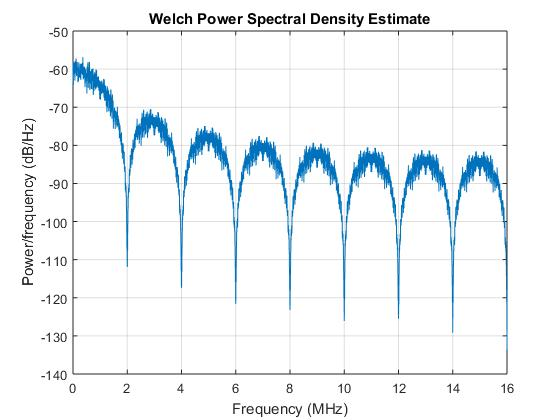 Welch Power Spectral Density Estimate
Power/frequency (dB/Hz)
-50
-60
-70
-80
-90
-100
-110
-120
-130
-140
0 2 4 6 8 10 12 14 16
Frequency (MHz)